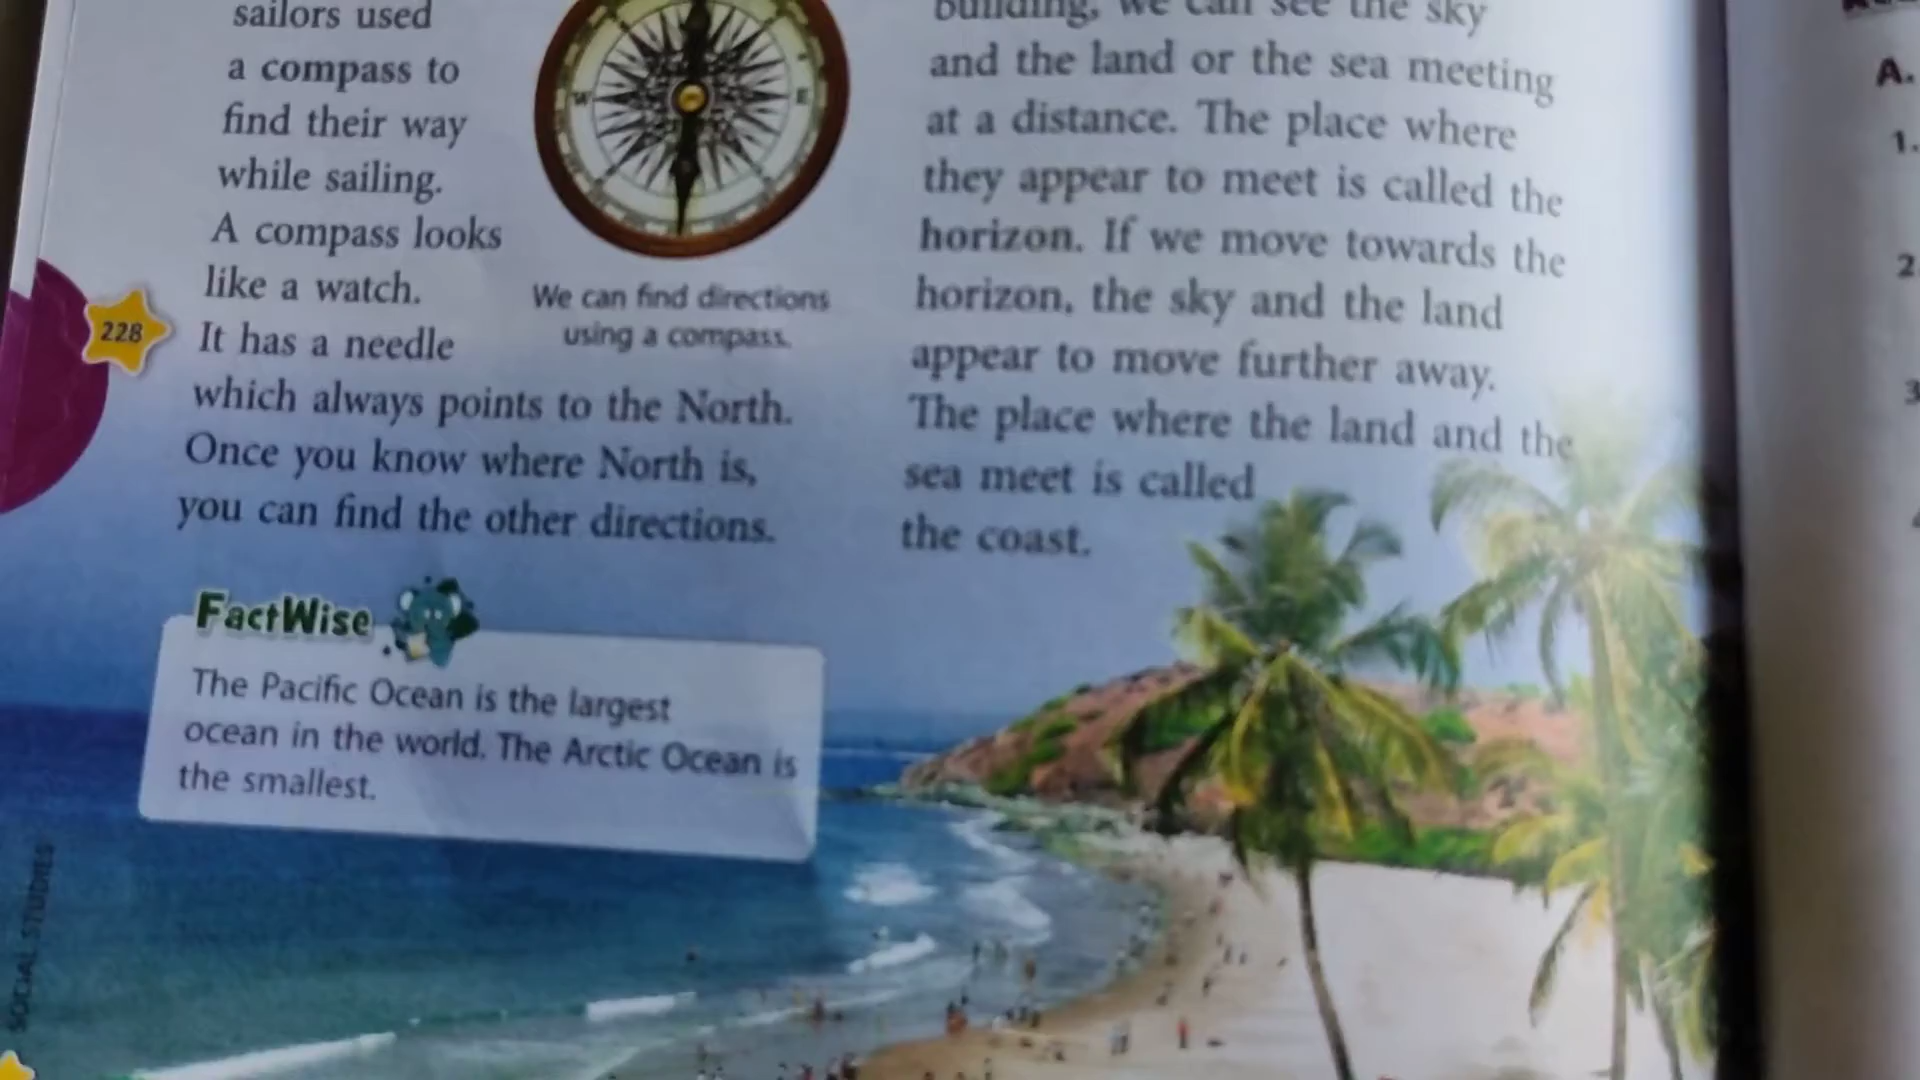 sailors used
a compass to
find their way
while sailing.
A compass looks
like a watch.
It has a needle
which always points to the North.
Once you know where North is,
you can find the other directions.
W
E
We can find directions
using a compass.
228
FactWise
The Pacific Ocean is the largest
ocean in the world. The Arctic Ocean is
the smallest.
SOCIAL STUDIES
building, we can see the sky
and the land or the sea meeting
at a distance. The place where
they appear to meet is called the
horizon. If we move towards the
horizon, the sky and the land
appear to move further away.
The place where the land and the
sea meet is called
the coast.
A.
1.
2
3